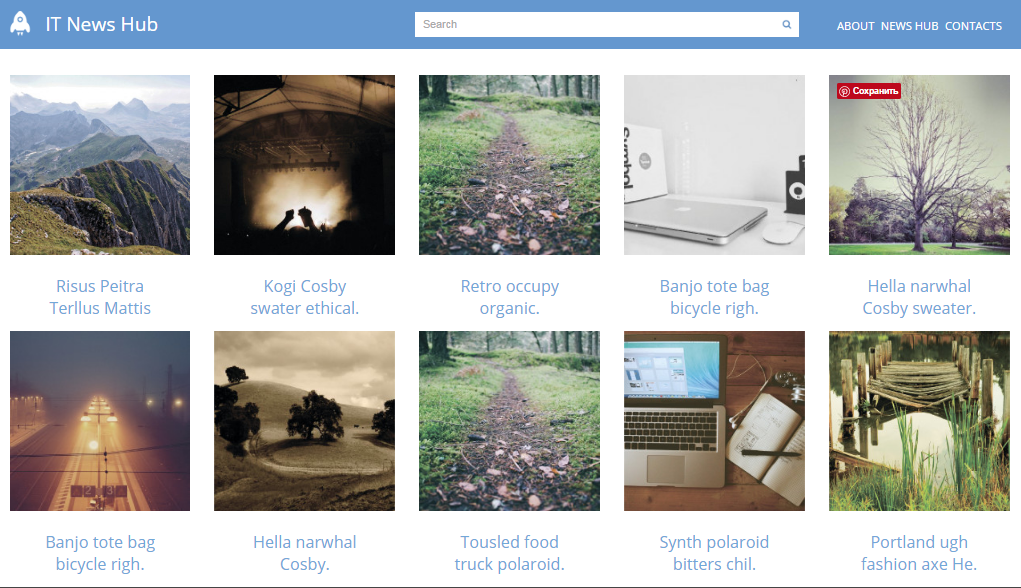 IT News Hub
Search
ABOUT NEWS HUB CONTACTS
Сохранить
Risus Peitra
Terllus Mattis
Kogi Cosby
swater ethical.
Retro occupy
organic.
Banjo tote bag
bicycle righ.
Hella narwhal
Cosby sweater.
Banjo tote bag
bicycle righ.
Hella narwhal
Cosby.
Tousled food
truck polaroid.
Synth polaroid
bitters chil.
Portland ugh
fashion axe He.